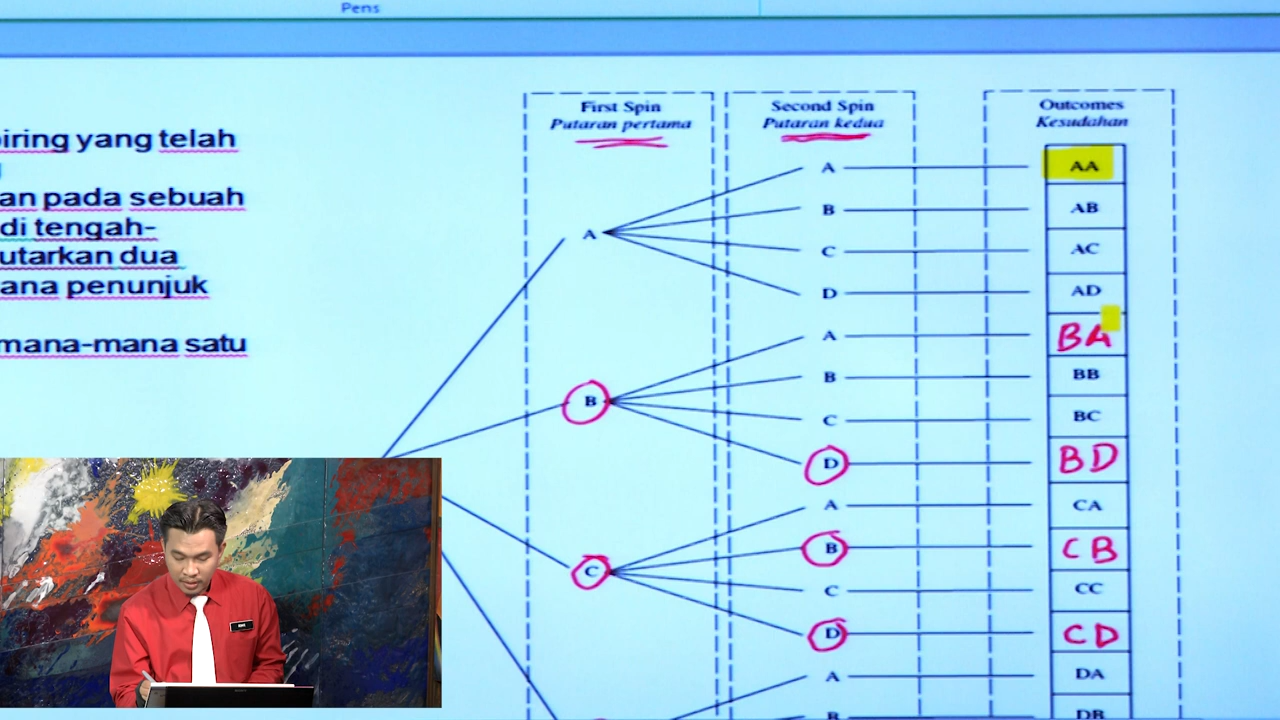 Pens
iring yang telah
an pada sebuah
di tengah-
utarkan dua
ana penunjuk
mana-mana satu
First Spin
Putaran pertama
A
B
C
Second Spin
Putaran kedua
A
B
C
D
A
B
C
D
A
B
C
D
A
B
Outcomes
Kesudahan
AA
AB
AC
AD
BA
BB
BC
BD
CA
CB
CC
CD
DA
DB